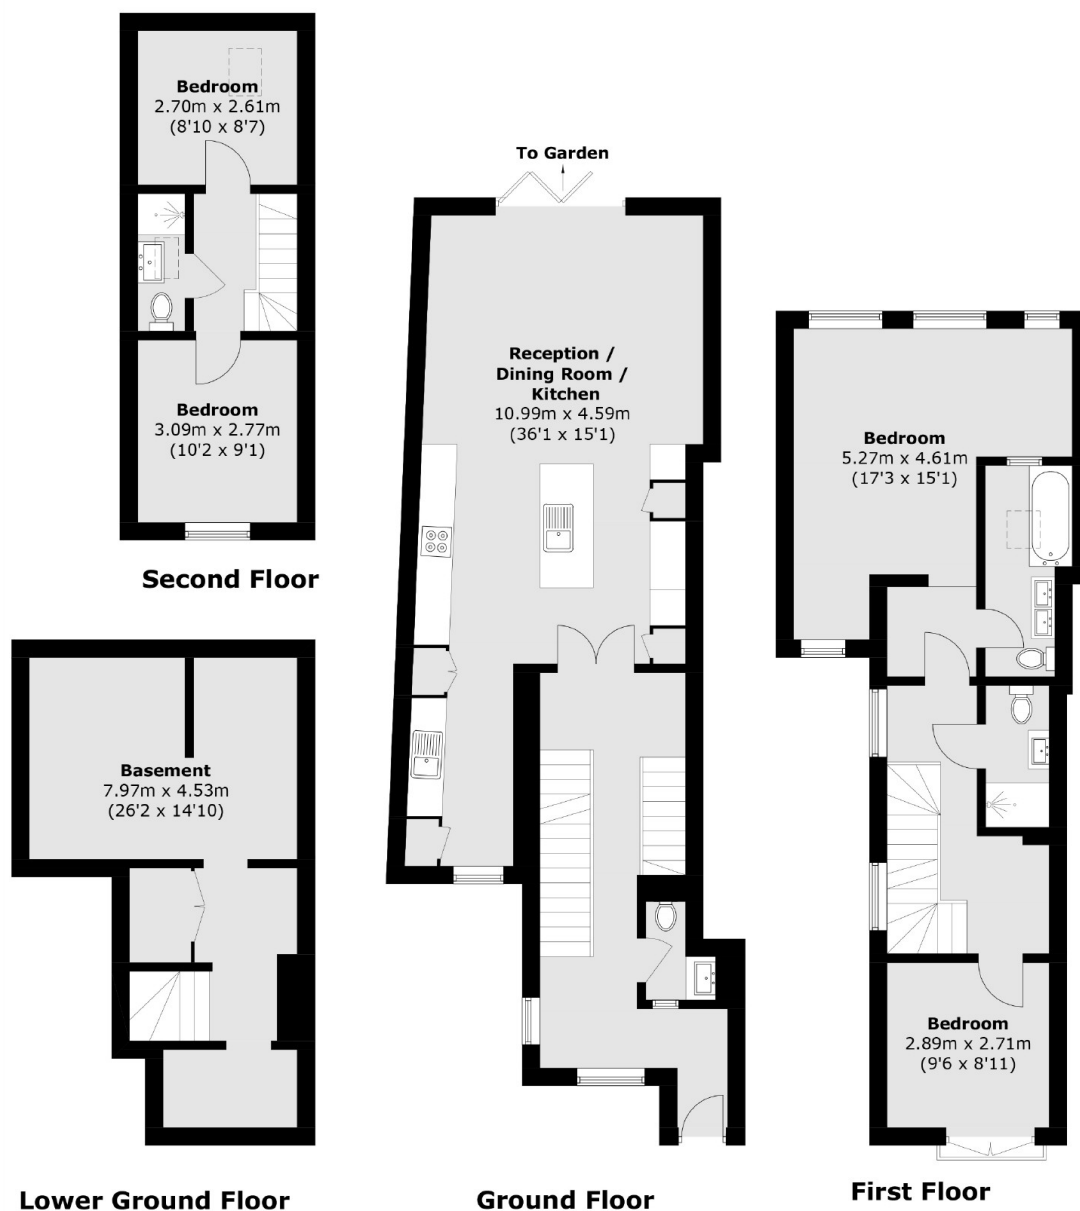 Bedroom
2.70m x 2.61m
(8'10 x 8'7)
Bedroom
3.09m x 2.77m
(10'2 x 9'1)
Second Floor
Basement
7.97m x 4.53m
(26'2 x 14'10)
Lower Ground Floor
To Garden
Reception /
Dining Room /
Kitchen
10.99m x 4.59m
(36'1 x 15'1)
Ground Floor
Bedroom
5.27m x 4.61m
(17'3 x 15'1)
Bedroom
2.89m x 2.71m
(9'6 x 8'11)
First Floor